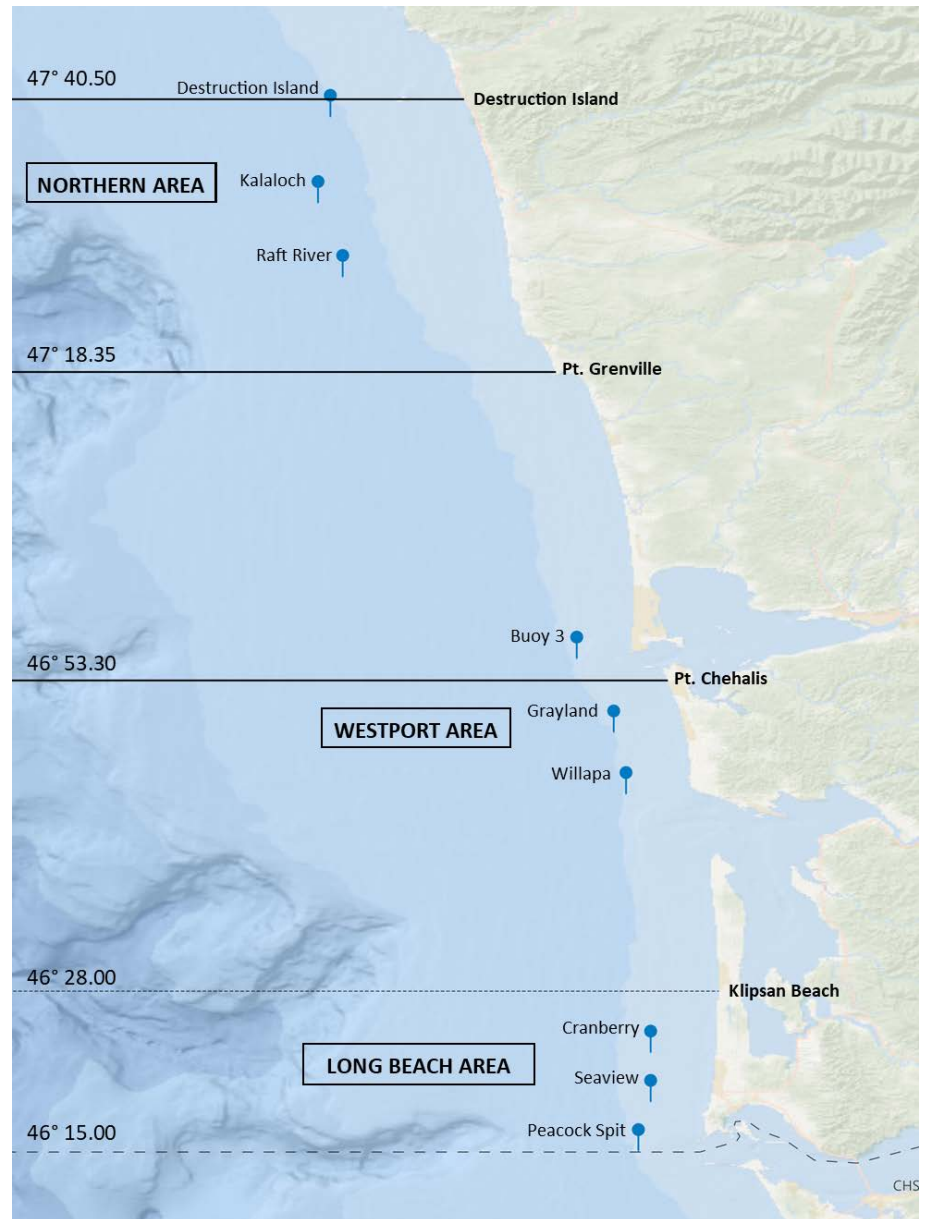 47° 40.50
Destruction Island
Destruction Island
NORTHERN AREA
Kalaloch
Raft River
47° 18.35
Pt. Grenville
Buoy 3
46° 53.30
Pt. Chehalis
Grayland
WESTPORT AREA
Willapa
46° 28.00
Klipsan Beach
Cranberry
LONG BEACH AREA
Seaview
46° 15.00
Peacock Spit
CHS